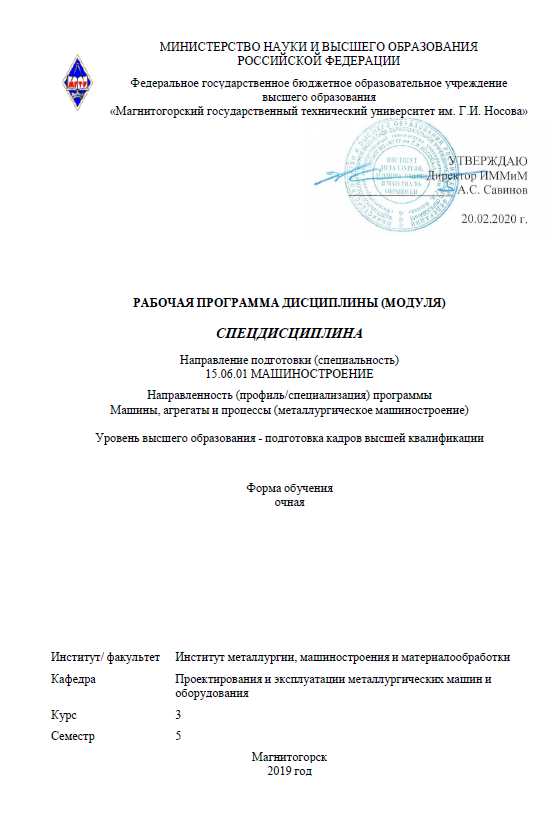 МИНИСТЕРСТВО НАУКИ И ВЫСШЕГО ОБРАЗОВАНИЯ
РОССИЙСКОЙ ФЕДЕРАЦИИ
Федеральное государственное бюджетное образовательное учреждение
высшего образования
«Магнитогорский государственный технический университет им. Г.И. Носова»
УТВЕРЖДАЮ
Директор ИММиМ
А.С. Савинов
20.02.2020 г.
РАБОЧАЯ ПРОГРАММА ДИСЦИПЛИНЫ (МОДУЛЯ)
СПЕЦДИСЦИПЛИНА
Направление подготовки (специальность)
15.06.01 МАШИНОСТРОЕНИЕ
Направленность (профиль/специализация) программы
Машины, агрегаты и процессы (металлургическое машиностроение)
Уровень высшего образования - подготовка кадров высшей квалификации
Форма обучения
очная
Институт/ факультет Институт металлургии, машиностроения и материалообработки
Кафедра Проектирования и эксплуатации металлургических машин и
оборудования
Курс 3
Семестр 5
Магнитогорск
2019 год